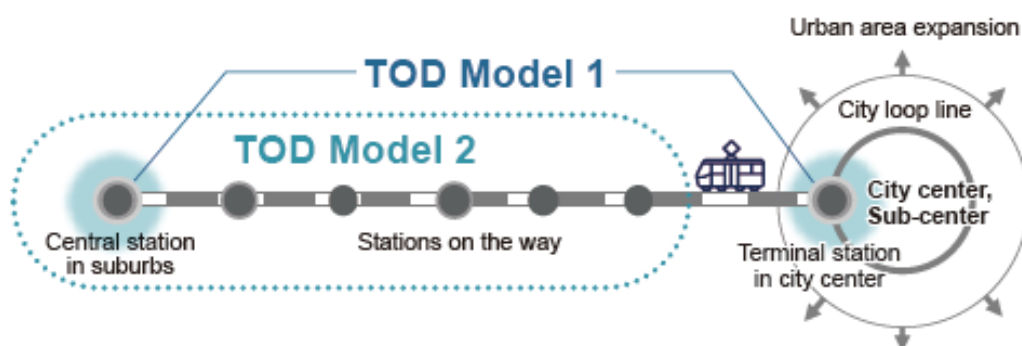 Urban area expansion
TOD Model 1
City loop line
TOD Model 2
City center,
Sub-center
Central station
in suburbs
Stations on the way
Terminal station
in city center